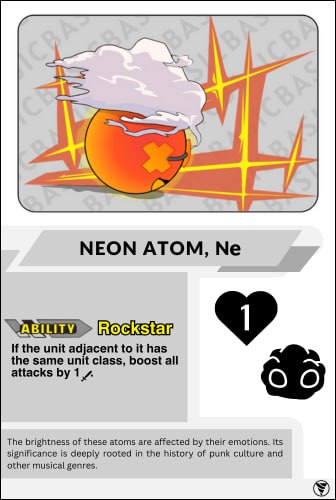 NEON ATOM, Ne
ABILITY Rockstar
If the unit adjacent to it has
the same unit class, boost all
attacks by 1
1
The brightness of these atoms are affected by their emotions. Its
significance is deeply rooted in the history of punk culture and
other musical genres.